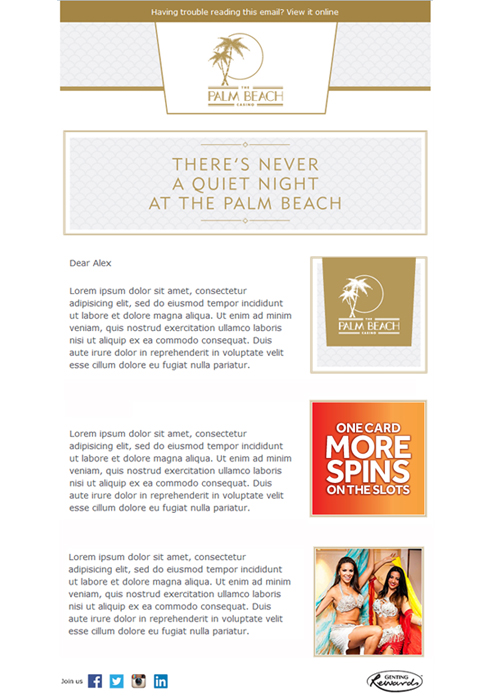 Having trouble reading this email? View it online
THE
PALM BEACH
CASINO
THERE'S NEVER
A QUIET NIGHT
AT THE PALM BEACH
Dear Alex
Lorem ipsum dolor sit amet, consectetur
adipisicing elit, sed do eiusmod tempor incididunt
ut labore et dolore magna aliqua. Ut enim ad minim
veniam, quis nostrud exercitation ullamco laboris
nisi ut aliquip ex ea commodo consequat. Duis
aute irure dolor in reprehenderit in voluptate velit
esse cillum dolore eu fugiat nulla pariatur.
THE
PALM BEACH
CASINO
Lorem ipsum dolor sit amet, consectetur
adipisicing elit, sed do eiusmod tempor incididunt
ut labore et dolore magna aliqua. Ut enim ad minim
veniam, quis nostrud exercitation ullamco laboris
nisi ut aliquip ex ea commodo consequat. Duis
aute irure dolor in reprehenderit in voluptate velit
esse cillum dolore eu fugiat nulla pariatur.
ONE CARD
MORE
SPINS
ON THE SLOTS
Lorem ipsum dolor sit amet, consectetur
adipisicing elit, sed do eiusmod tempor incididunt
ut labore et dolore magna aliqua. Ut enim ad minim
veniam, quis nostrud exercitation ullamco laboris
nisi ut aliquip ex ea commodo consequat. Duis
aute irure dolor in reprehenderit in voluptate velit
esse cillum dolore eu fugiat nulla pariatur.
Join us
GENTING
Rewards